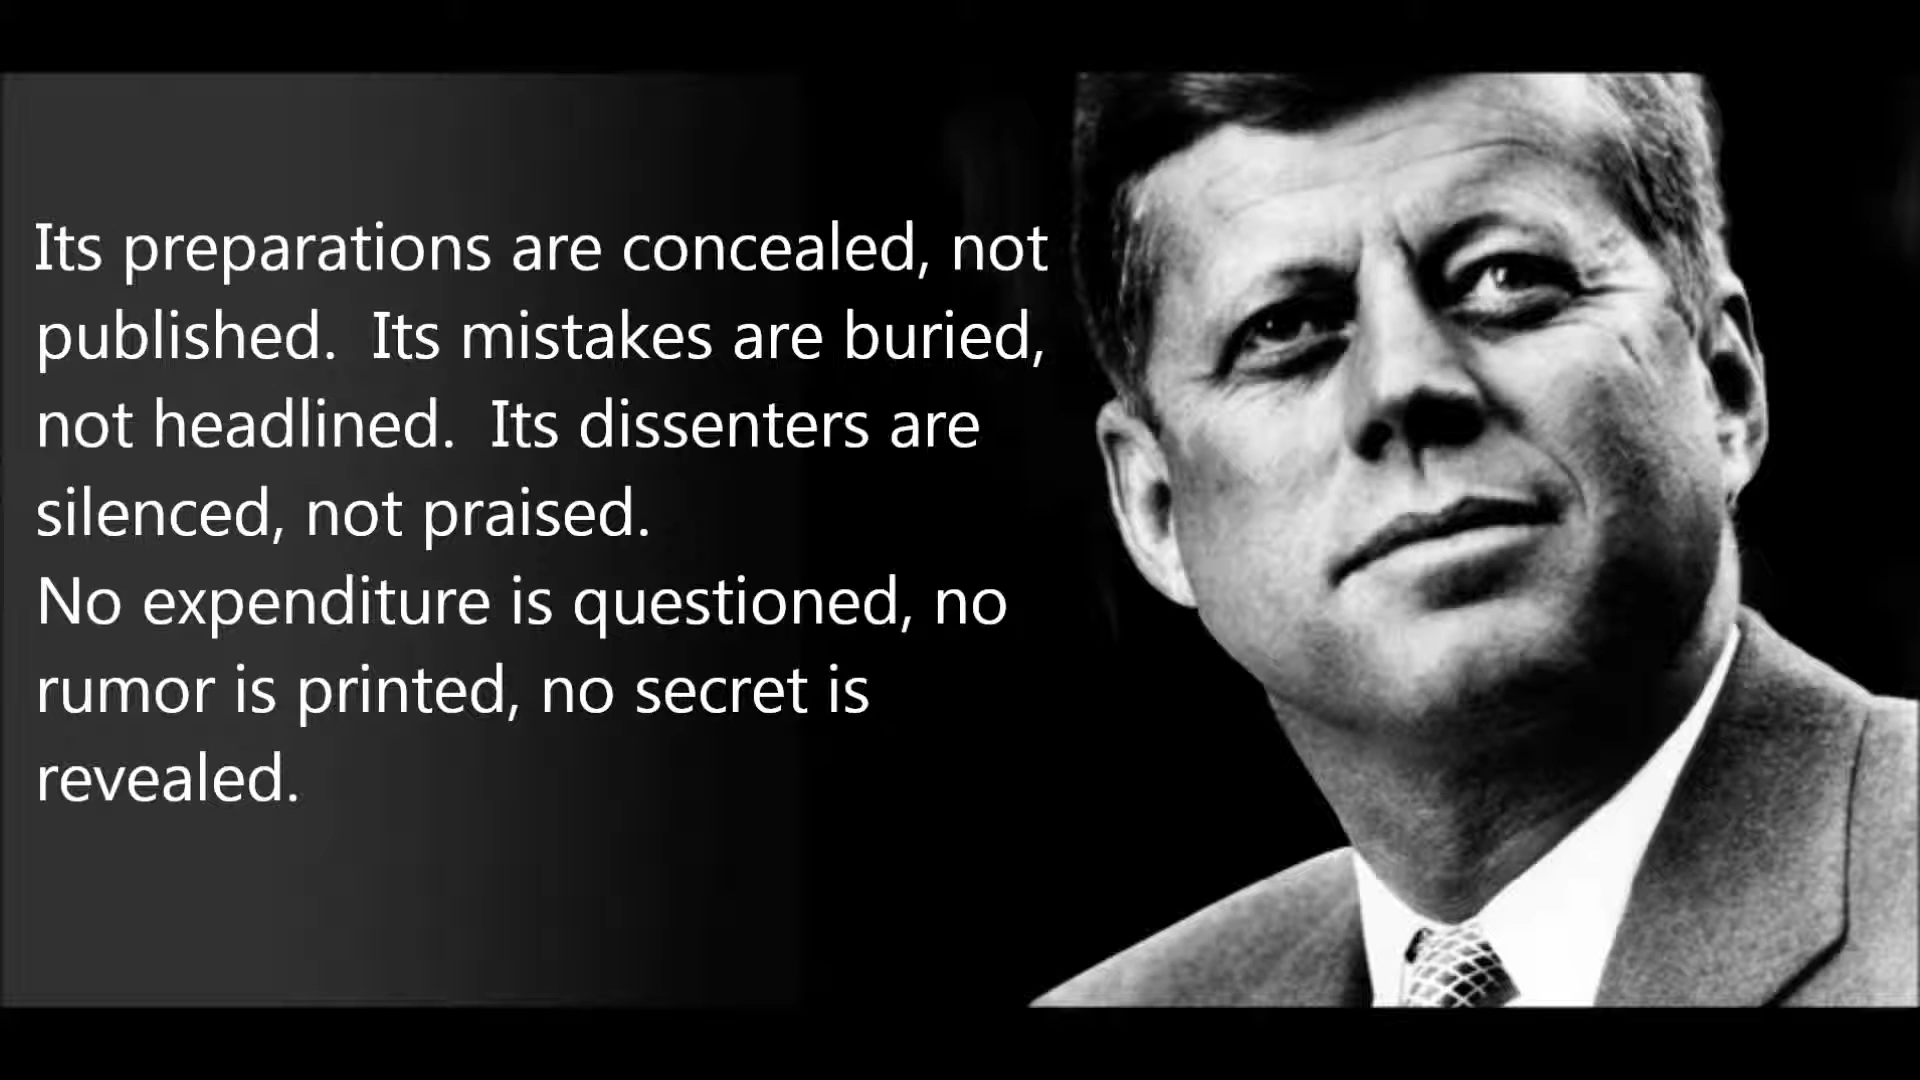 Its preparations are concealed, not
published.  Its mistakes are buried,
not headlined.  Its dissenters are
silenced, not praised.
No expenditure is questioned, no
rumor is printed, no secret is
revealed.